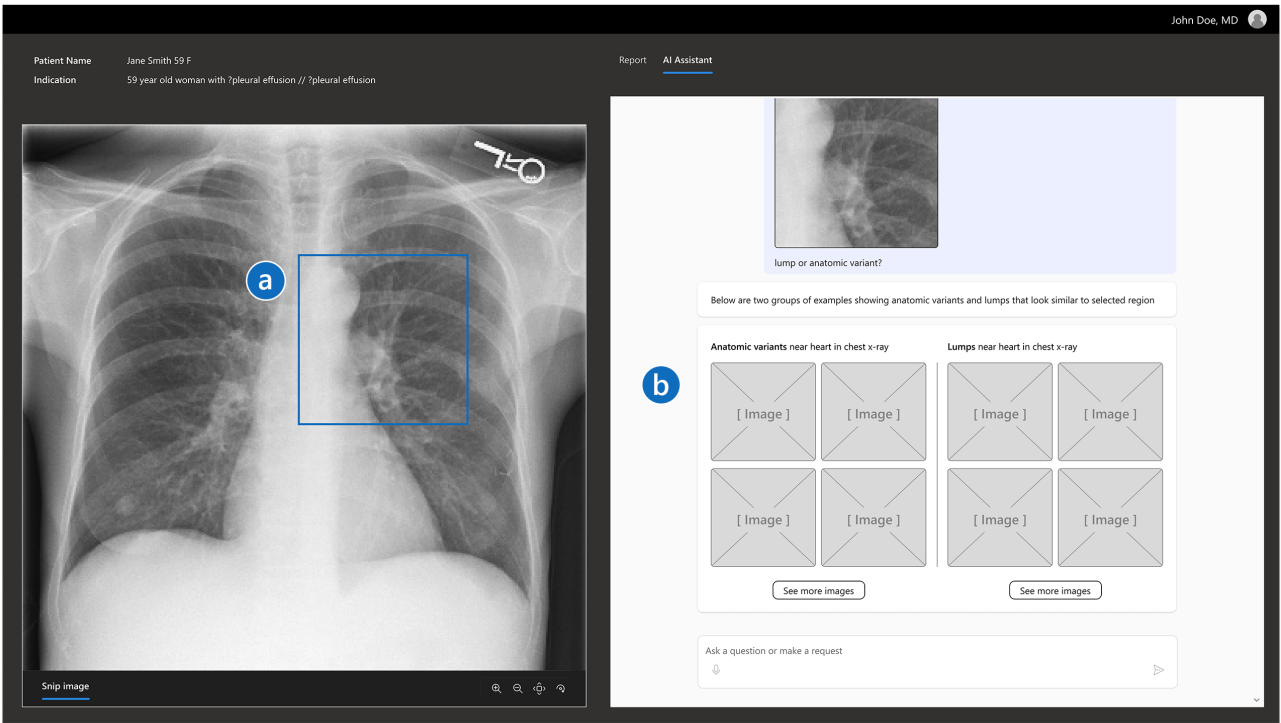 John Doe, MD
Patient Name Jane Smith 59 F
Indication 59 year old woman with ?pleural effusion // ?pleural effusion
Report AI Assistant
a
Snip image
lump or anatomic variant?
Below are two groups of examples showing anatomic variants and lumps that look similar to selected region
b
Anatomic variants near heart in chest x-ray
[ Image ] [ Image ]
[ Image ] [ Image ]
See more images
Lumps near heart in chest x-ray
[ Image ] [ Image ]
[ Image ] [ Image ]
See more images
Ask a question or make a request